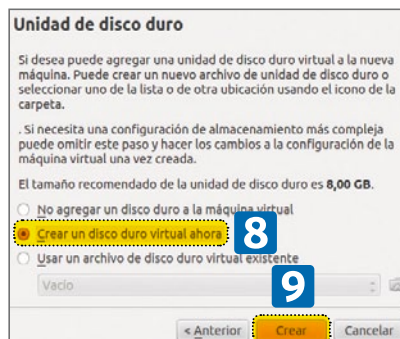 Unidad de disco duro
Si desea puede agregar una unidad de disco duro virtual a la nueva
máquina. Puede crear un nuevo archivo de unidad de disco duro o
seleccionar uno de la lista o de otra ubicación usando el icono de la
carpeta.
. Si necesita una configuración de almacenamiento más compleja
puede omitir este paso y hacer los cambios a la configuración de la
máquina virtual una vez creada.
El tamaño recomendado de la unidad de disco duro es 8,00 GB.
No agregar un disco duro a la máquina virtual
Crear un disco duro virtual ahora
8
Usar un archivo de disco duro virtual existente
Vacío
9
< Anterior Crear Cancelar